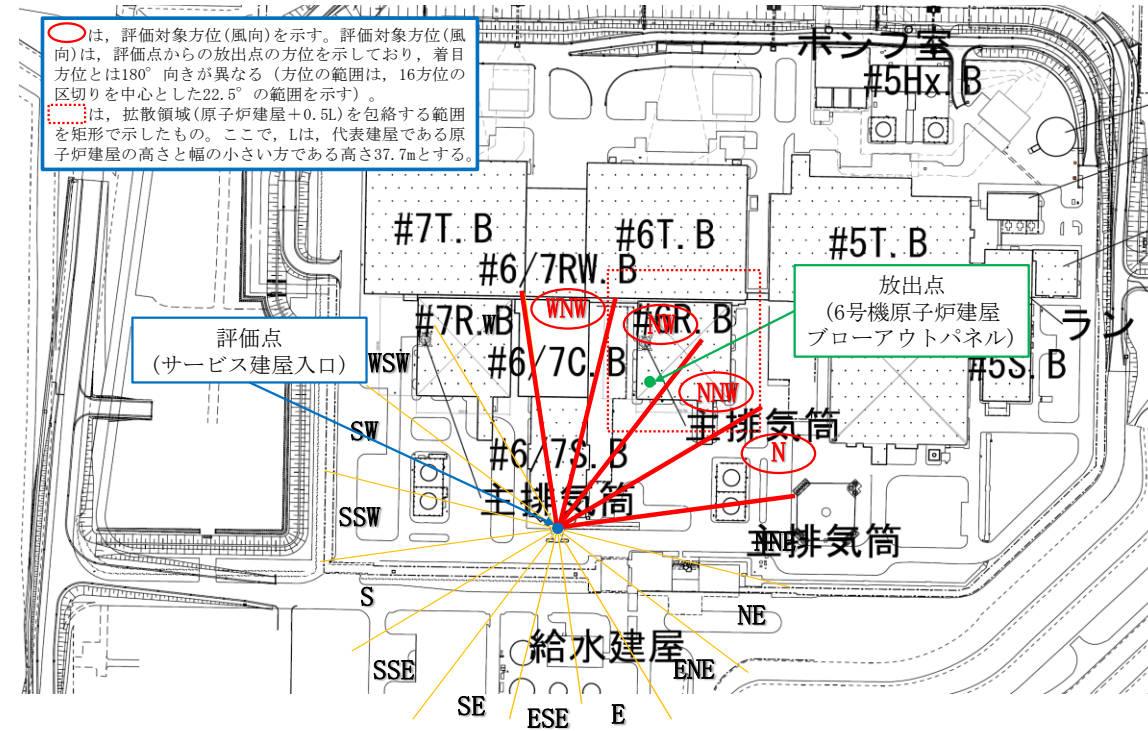 は，評価対象方位(風向)を示す。評価対象方位(風
向)は，評価点からの放出点の方位を示しており，着目
方位とは180°向きが異なる（方位の範囲は，16方位の
区切りを中心とした22.5°の範囲を示す）。
は，拡散領域(原子炉建屋＋0.5L)を包絡する範囲
を矩形で示したもの。ここで，Lは，代表建屋である原
子炉建屋の高さと幅の小さい方である高さ37.7mとする。
ポンプ室
#5Hx.B
#7T.B
#6T.B
#5T.B
#6/7RW.B
放出点
(6号機原子炉建屋
ブローアウトパネル)
WNW
#7R.B
W
NW
#6R.B
ラン
評価点
(サービス建屋入口)
WSW
#6/7C.B
#5S.B
NNW
主排気筒
SW
#6/7S.B
N
主排気筒
SSW
主排気筒
NNE
S
NE
給水建屋
SSE
ENE
SE
ESE
E